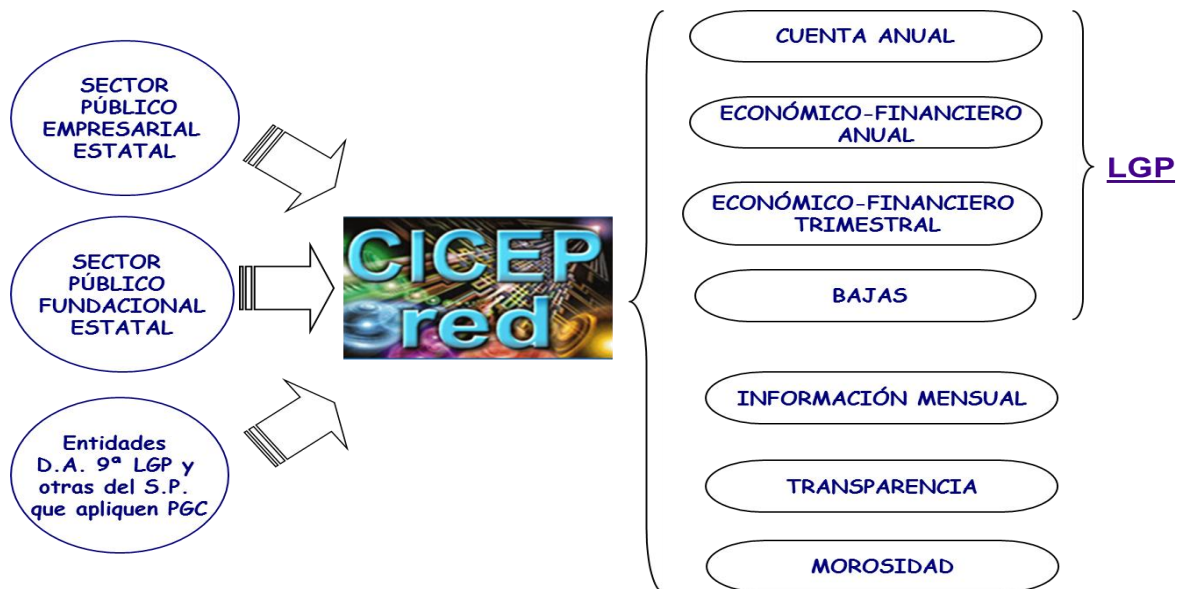 SECTOR
PÚBLICO
EMPRESARIAL
ESTATAL
SECTOR
PÚBLICO
FUNDACIONAL
ESTATAL
Entidades
D.A. 9ª LGP y
otras del S.P.
que apliquen PGC
CICEP
red
CUENTA ANUAL
ECONÓMICO-FINANCIERO
ANUAL
ECONÓMICO-FINANCIERO
TRIMESTRAL
BAJAS
INFORMACIÓN MENSUAL
TRANSPARENCIA
MOROSIDAD
LGP